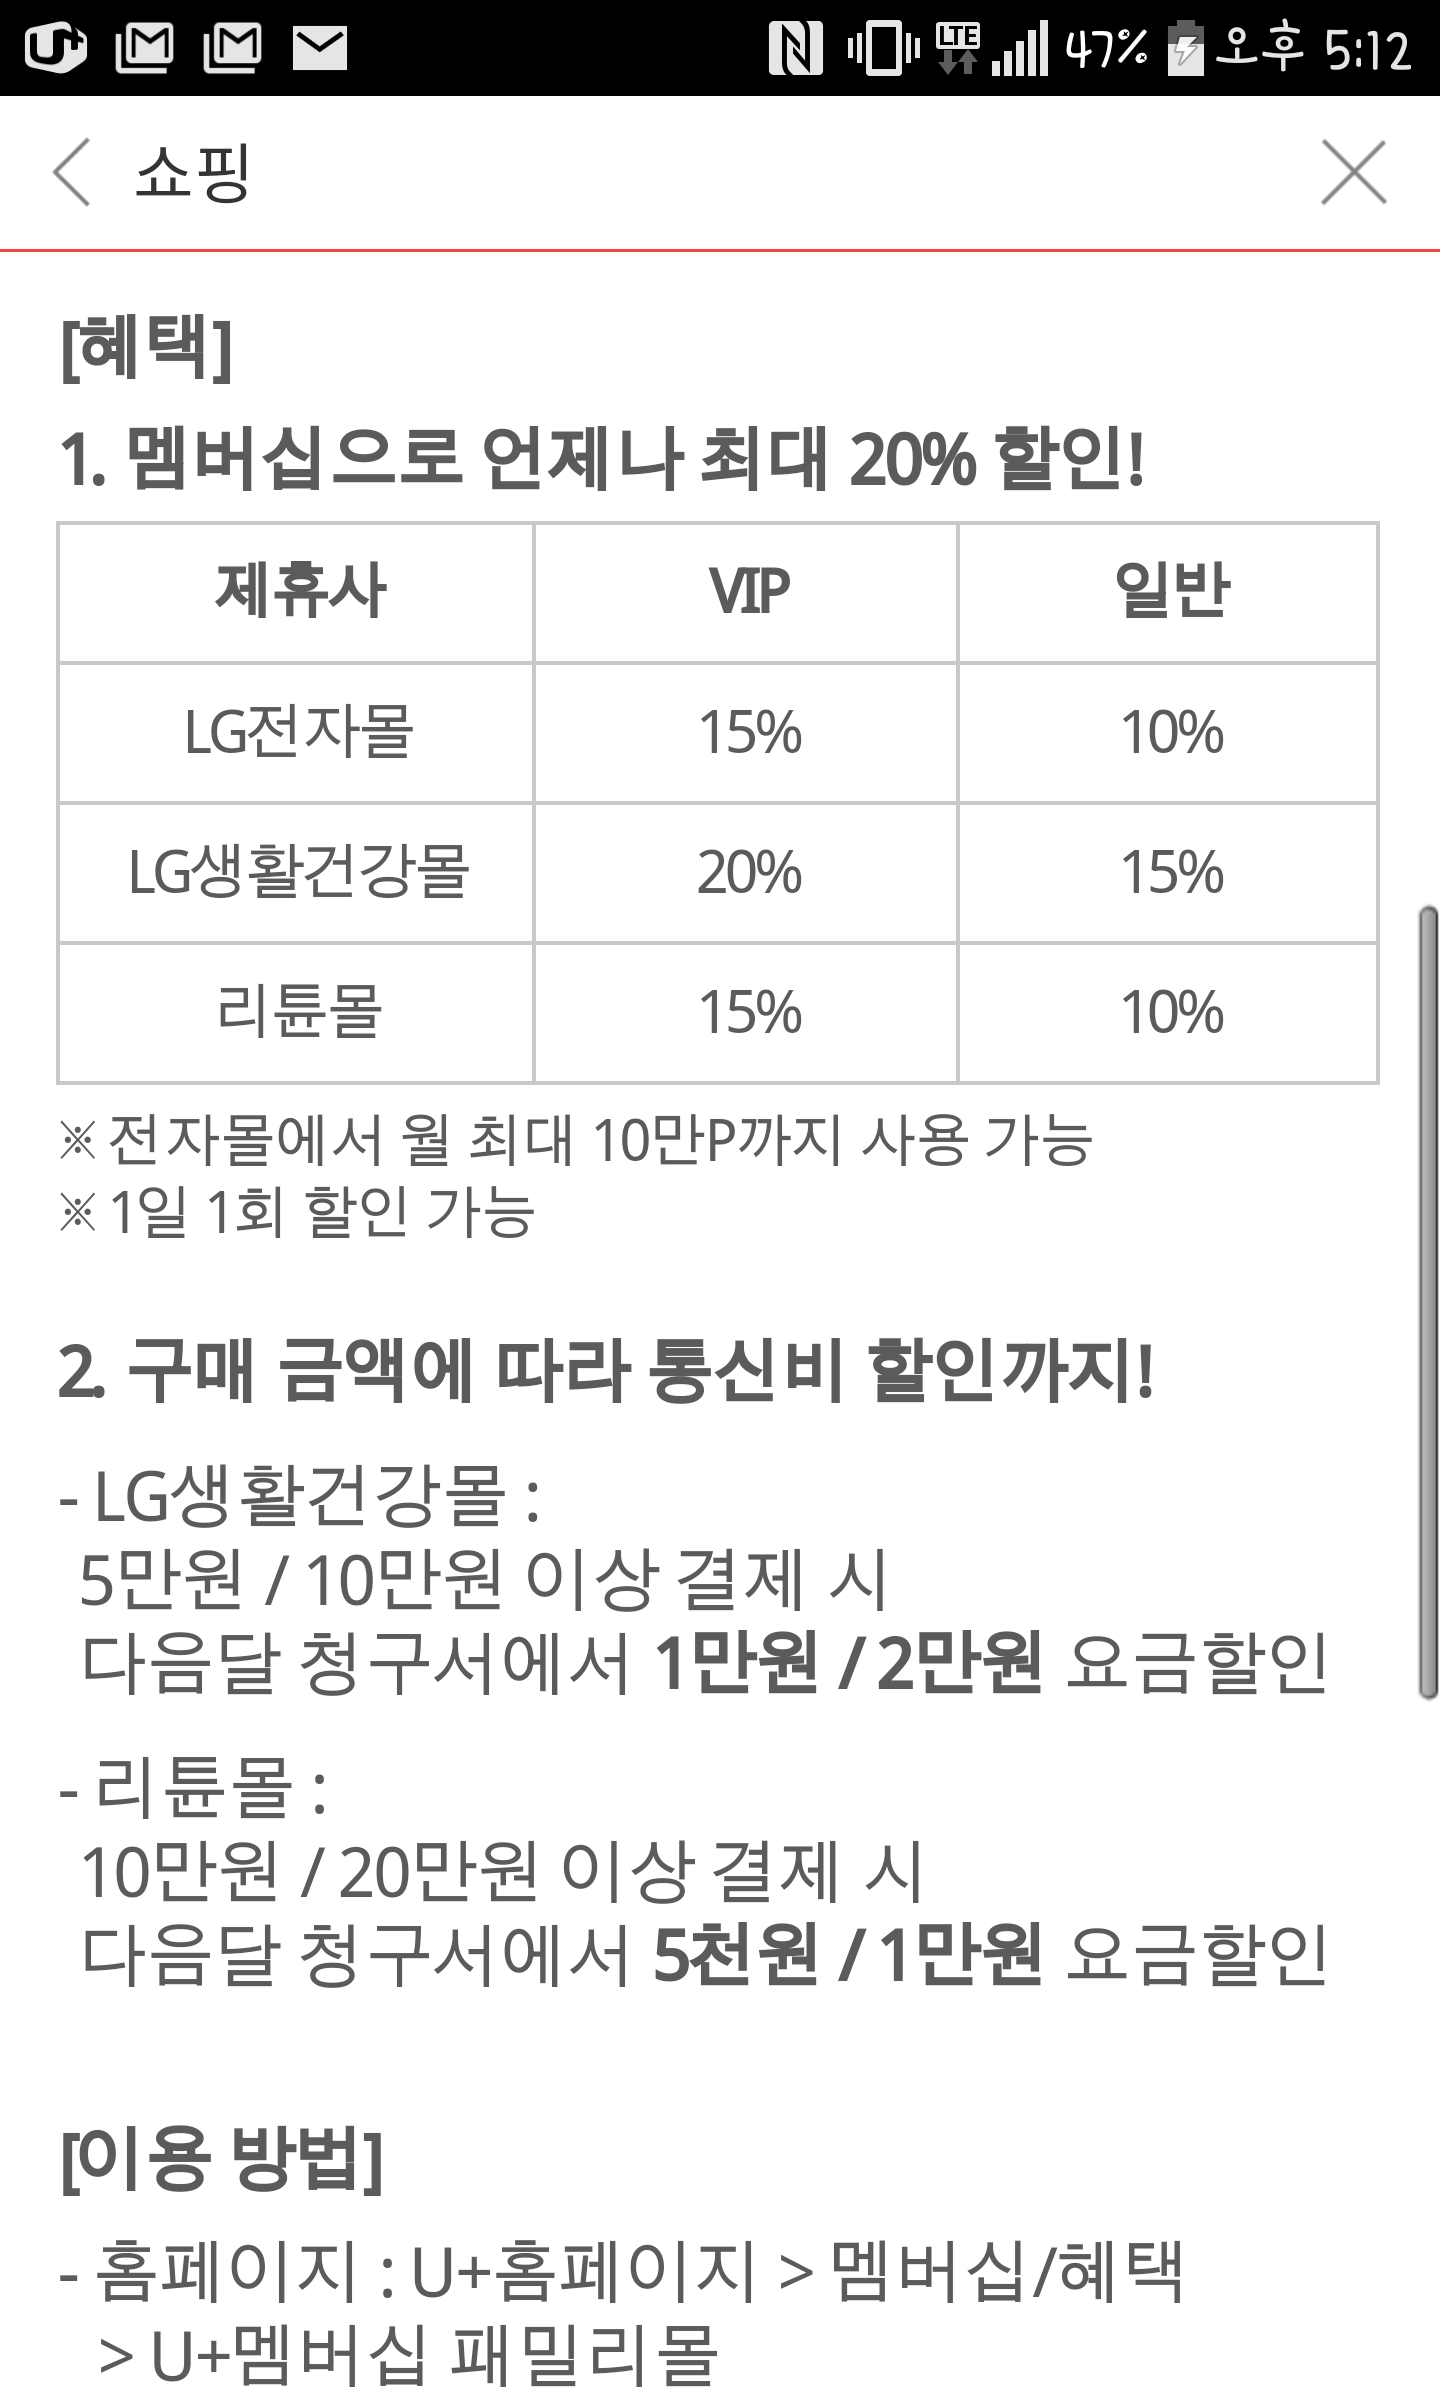 U+
LTE 47% 오후 5:12
쇼핑
[혜택]
1. 멤버십으로 언제나 최대 20% 할인!
제휴사 VIP 일반
LG전자몰 15% 10%
LG생활건강몰 20% 15%
리튠몰 15% 10%
※ 전자몰에서 월 최대 10만P까지 사용 가능
※ 1일 1회 할인 가능
2. 구매 금액에 따라 통신비 할인까지!
- LG생활건강몰 :
5만원 / 10만원 이상 결제 시
다음달 청구서에서 1만원 / 2만원 요금할인
- 리튠몰 :
10만원 / 20만원 이상 결제 시
다음달 청구서에서 5천원 / 1만원 요금할인
[이용 방법]
- 홈페이지 : U+홈페이지 > 멤버십/혜택
> U+멤버십 패밀리몰